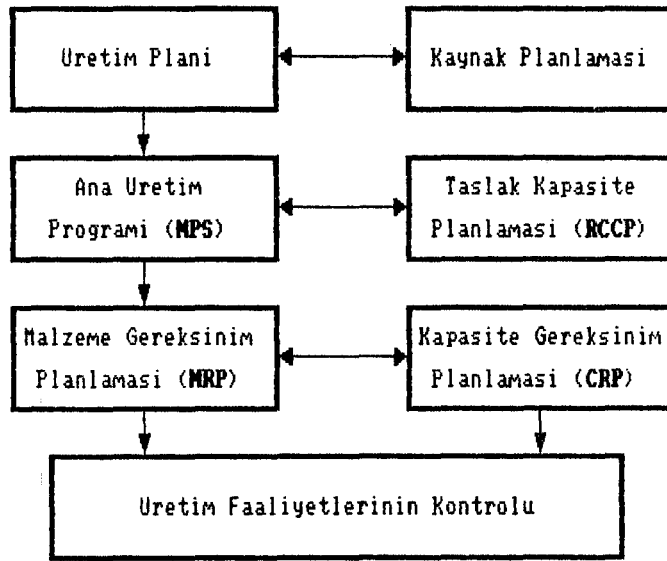 Uretim Plani
Kaynak Planlamasi
Ana Uretim
Programi (MPS)
Taslak Kapasite
Planlamasi (RCCP)
Malzeme Gereksinim
Planlamasi (MRP)
Kapasite Gereksinim
Planlamasi (CRP)
Uretim Faaliyetlerinin Kontrolu